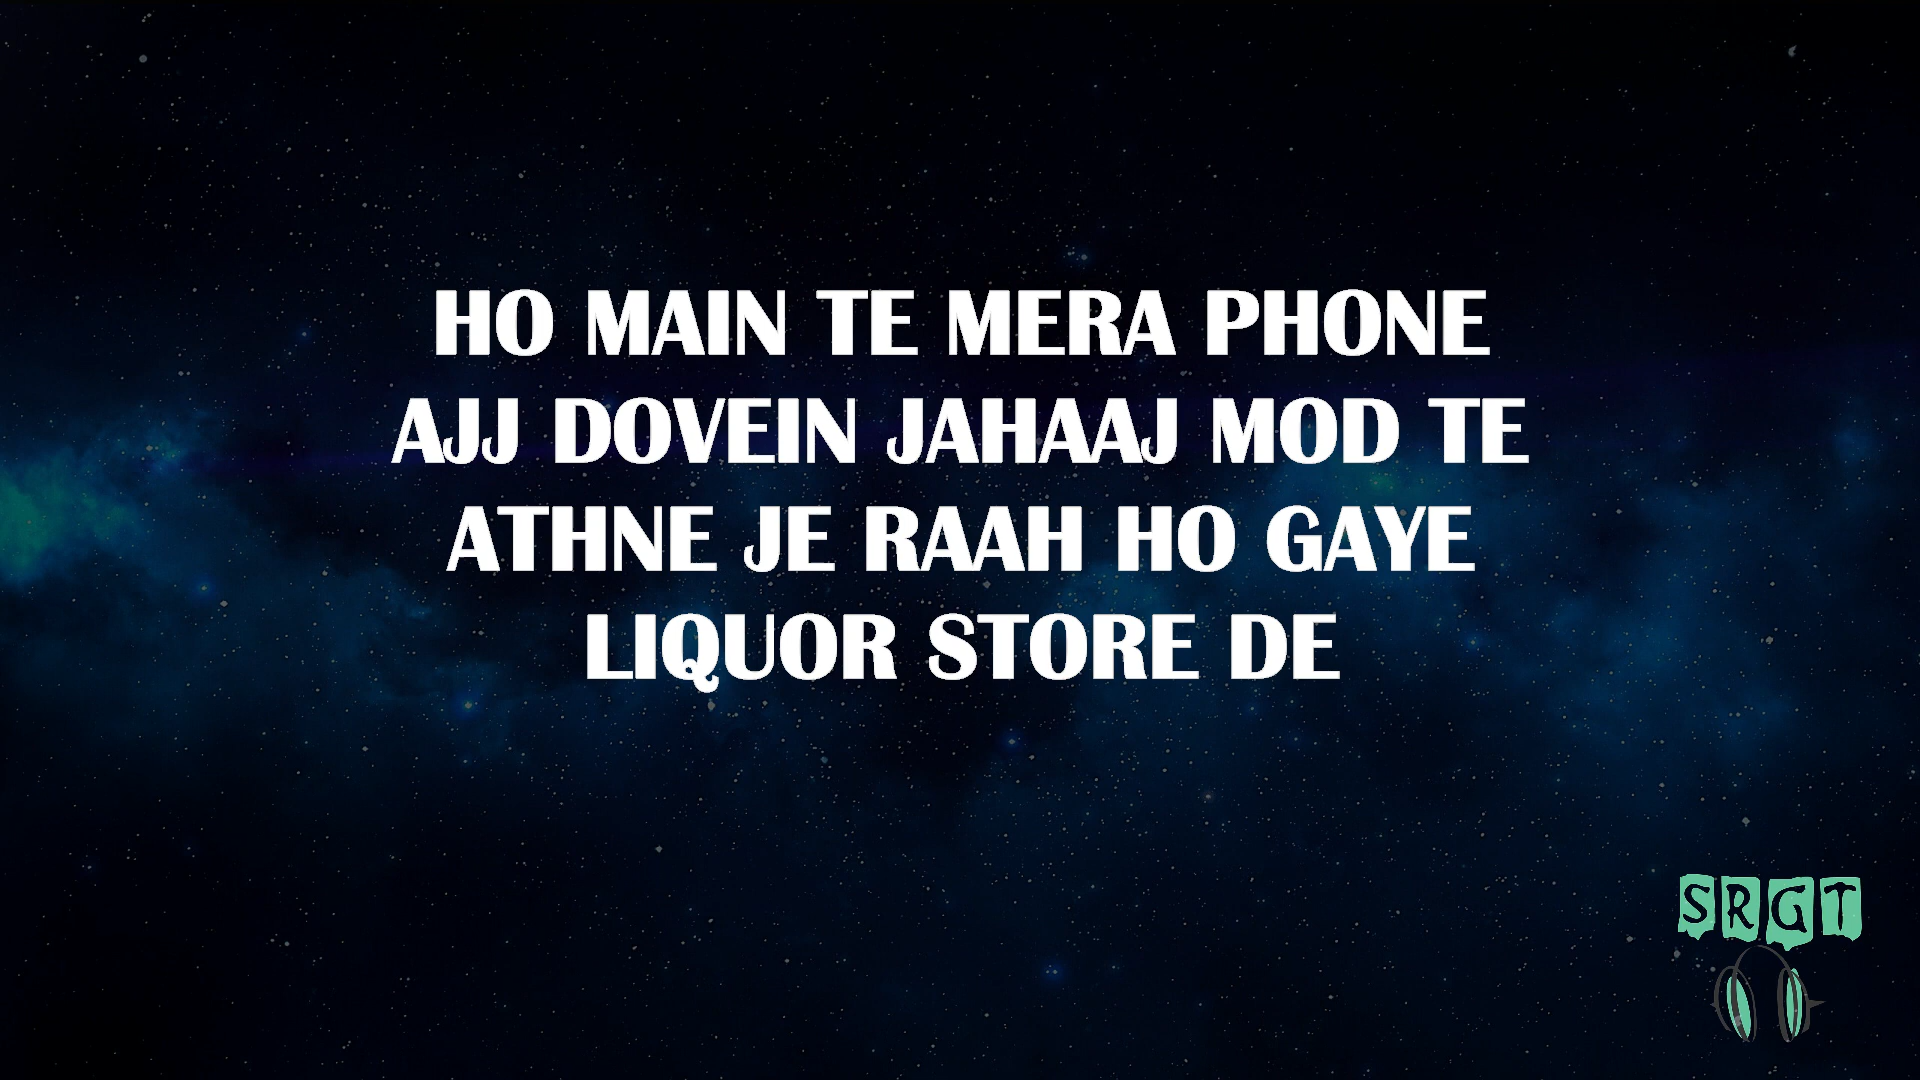 HO MAIN TE MERA PHONE
AJJ DOVEIN JAHAAJ MOD TE
ATHNE JE RAAH HO GAYE
LIQUOR STORE DE
SRGT